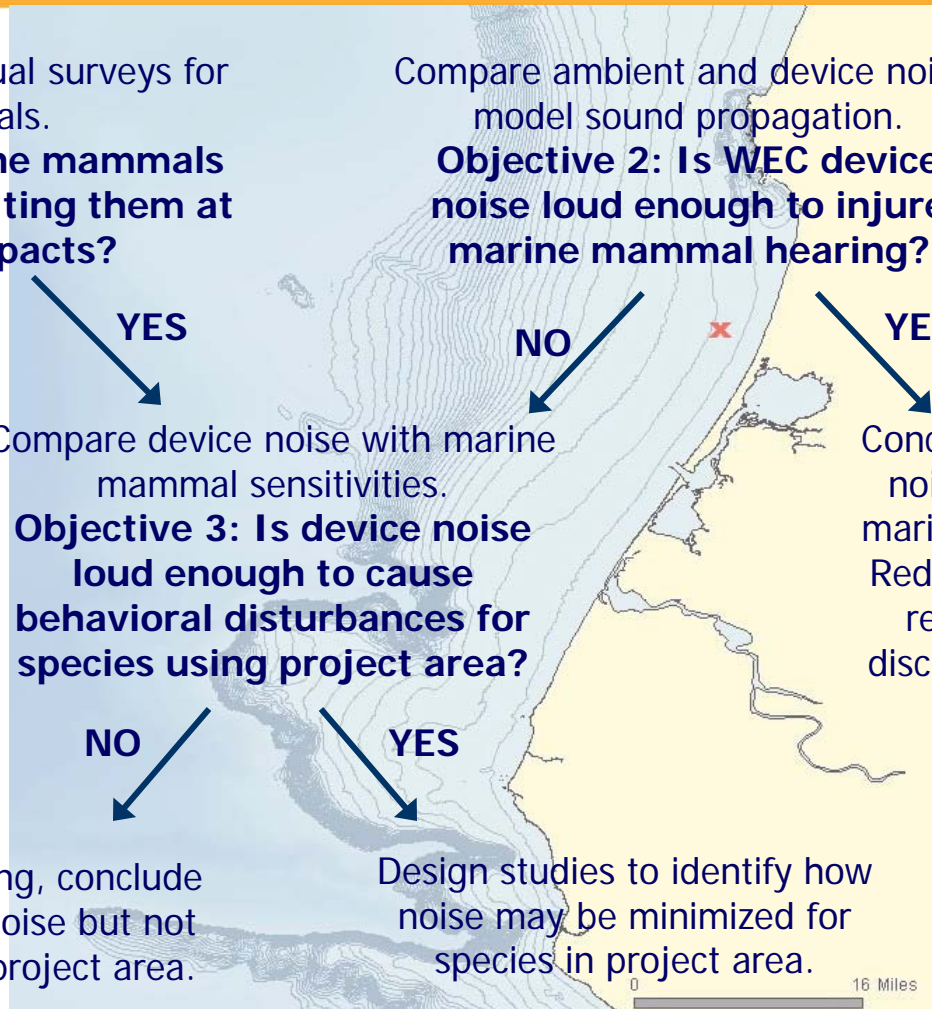 ual surveys for
als.
ne mammals
ting them at
pacts?
YES
Compare ambient and device noi
model sound propagation.
Objective 2: Is WEC device
noise loud enough to injure
marine mammal hearing?
NO
YE
Compare device noise with marine
mammal sensitivities.
Objective 3: Is device noise
loud enough to cause
behavioral disturbances for
species using project area?
Conc
noi
mari
Red
re
disc
NO
YES
ng, conclude
oise but not
project area.
Design studies to identify how
noise may be minimized for
species in project area.
0
16 Miles